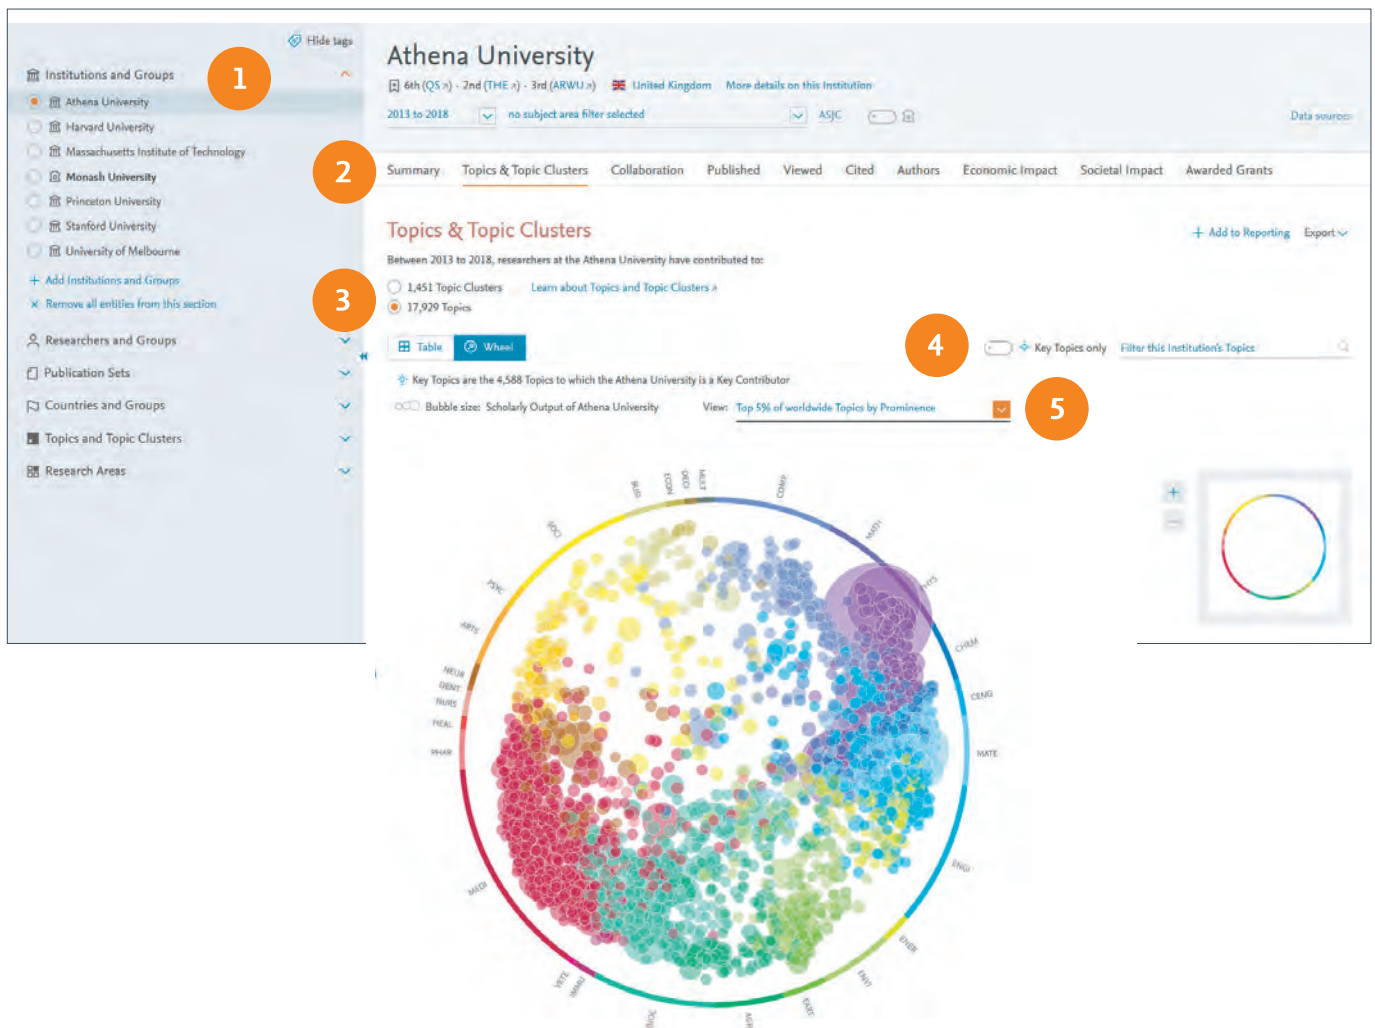 Hide tags
Institutions and Groups
1
Athena University
Harvard University
Massachusetts Institute of Technology
Monash University
Princeton University
Stanford University
University of Melbourne
+ Add Institutions and Groups
× Remove all entities from this section
Researchers and Groups
Publication Sets
Countries and Groups
Topics and Topic Clusters
Research Areas
Athena University
6th (QS ») - 2nd (THE ») - 3rd (ARWU ») United Kingdom More details on this Institution
2013 to 2018 no subject area filter selected ASJC Data sources
2
Summary Topics & Topic Clusters Collaboration Published Viewed Cited Authors Economic Impact Societal Impact Awarded Grants
Topics & Topic Clusters
+ Add to Reporting Export
Between 2013 to 2018, researchers at the Athena University have contributed to:
1,451 Topic Clusters Learn about Topics and Topic Clusters »
3
17,929 Topics
Table Wheel
4
Key Topics only Filter this Institution's Topics
Key Topics are the 4,588 Topics to which the Athena University is a Key Contributor
Bubble size: Scholarly Output of Athena University View: Top 5% of worldwide Topics by Prominence
5
+
−
COMP
MATH
PHYS
CHEM
CENG
MATE
ENGI
ENER
ENVI
EART
AGRI
BIOC
IMMU
VETE
MEDI
PHAR
HEAL
NURS
DENT
NEUR
ARTS
PSYC
SOCI
BUSI
ECON
DECI
MULT